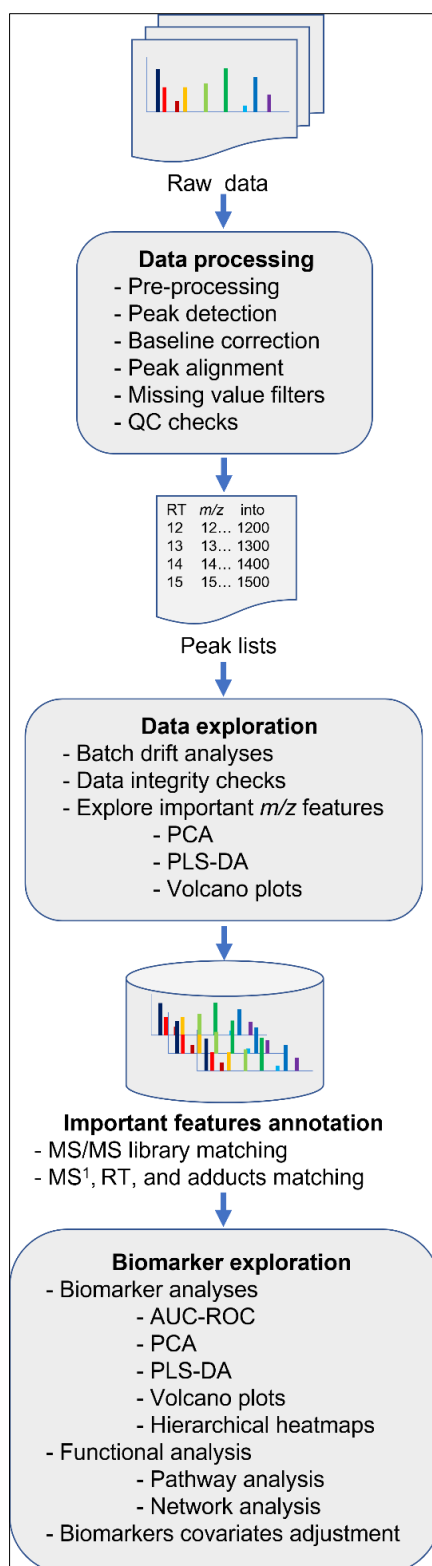 Raw data
Data processing
- Pre-processing
- Peak detection
- Baseline correction
- Peak alignment
- Missing value filters
- QC checks
RT m/z into
12 12... 1200
13 13... 1300
14 14... 1400
15 15... 1500
Peak lists
Data exploration
- Batch drift analyses
- Data integrity checks
- Explore important m/z features
- PCA
- PLS-DA
- Volcano plots
Important features annotation
- MS/MS library matching
- MS¹, RT, and adducts matching
Biomarker exploration
- Biomarker analyses
- AUC-ROC
- PCA
- PLS-DA
- Volcano plots
- Hierarchical heatmaps
- Functional analysis
- Pathway analysis
- Network analysis
- Biomarkers covariates adjustment